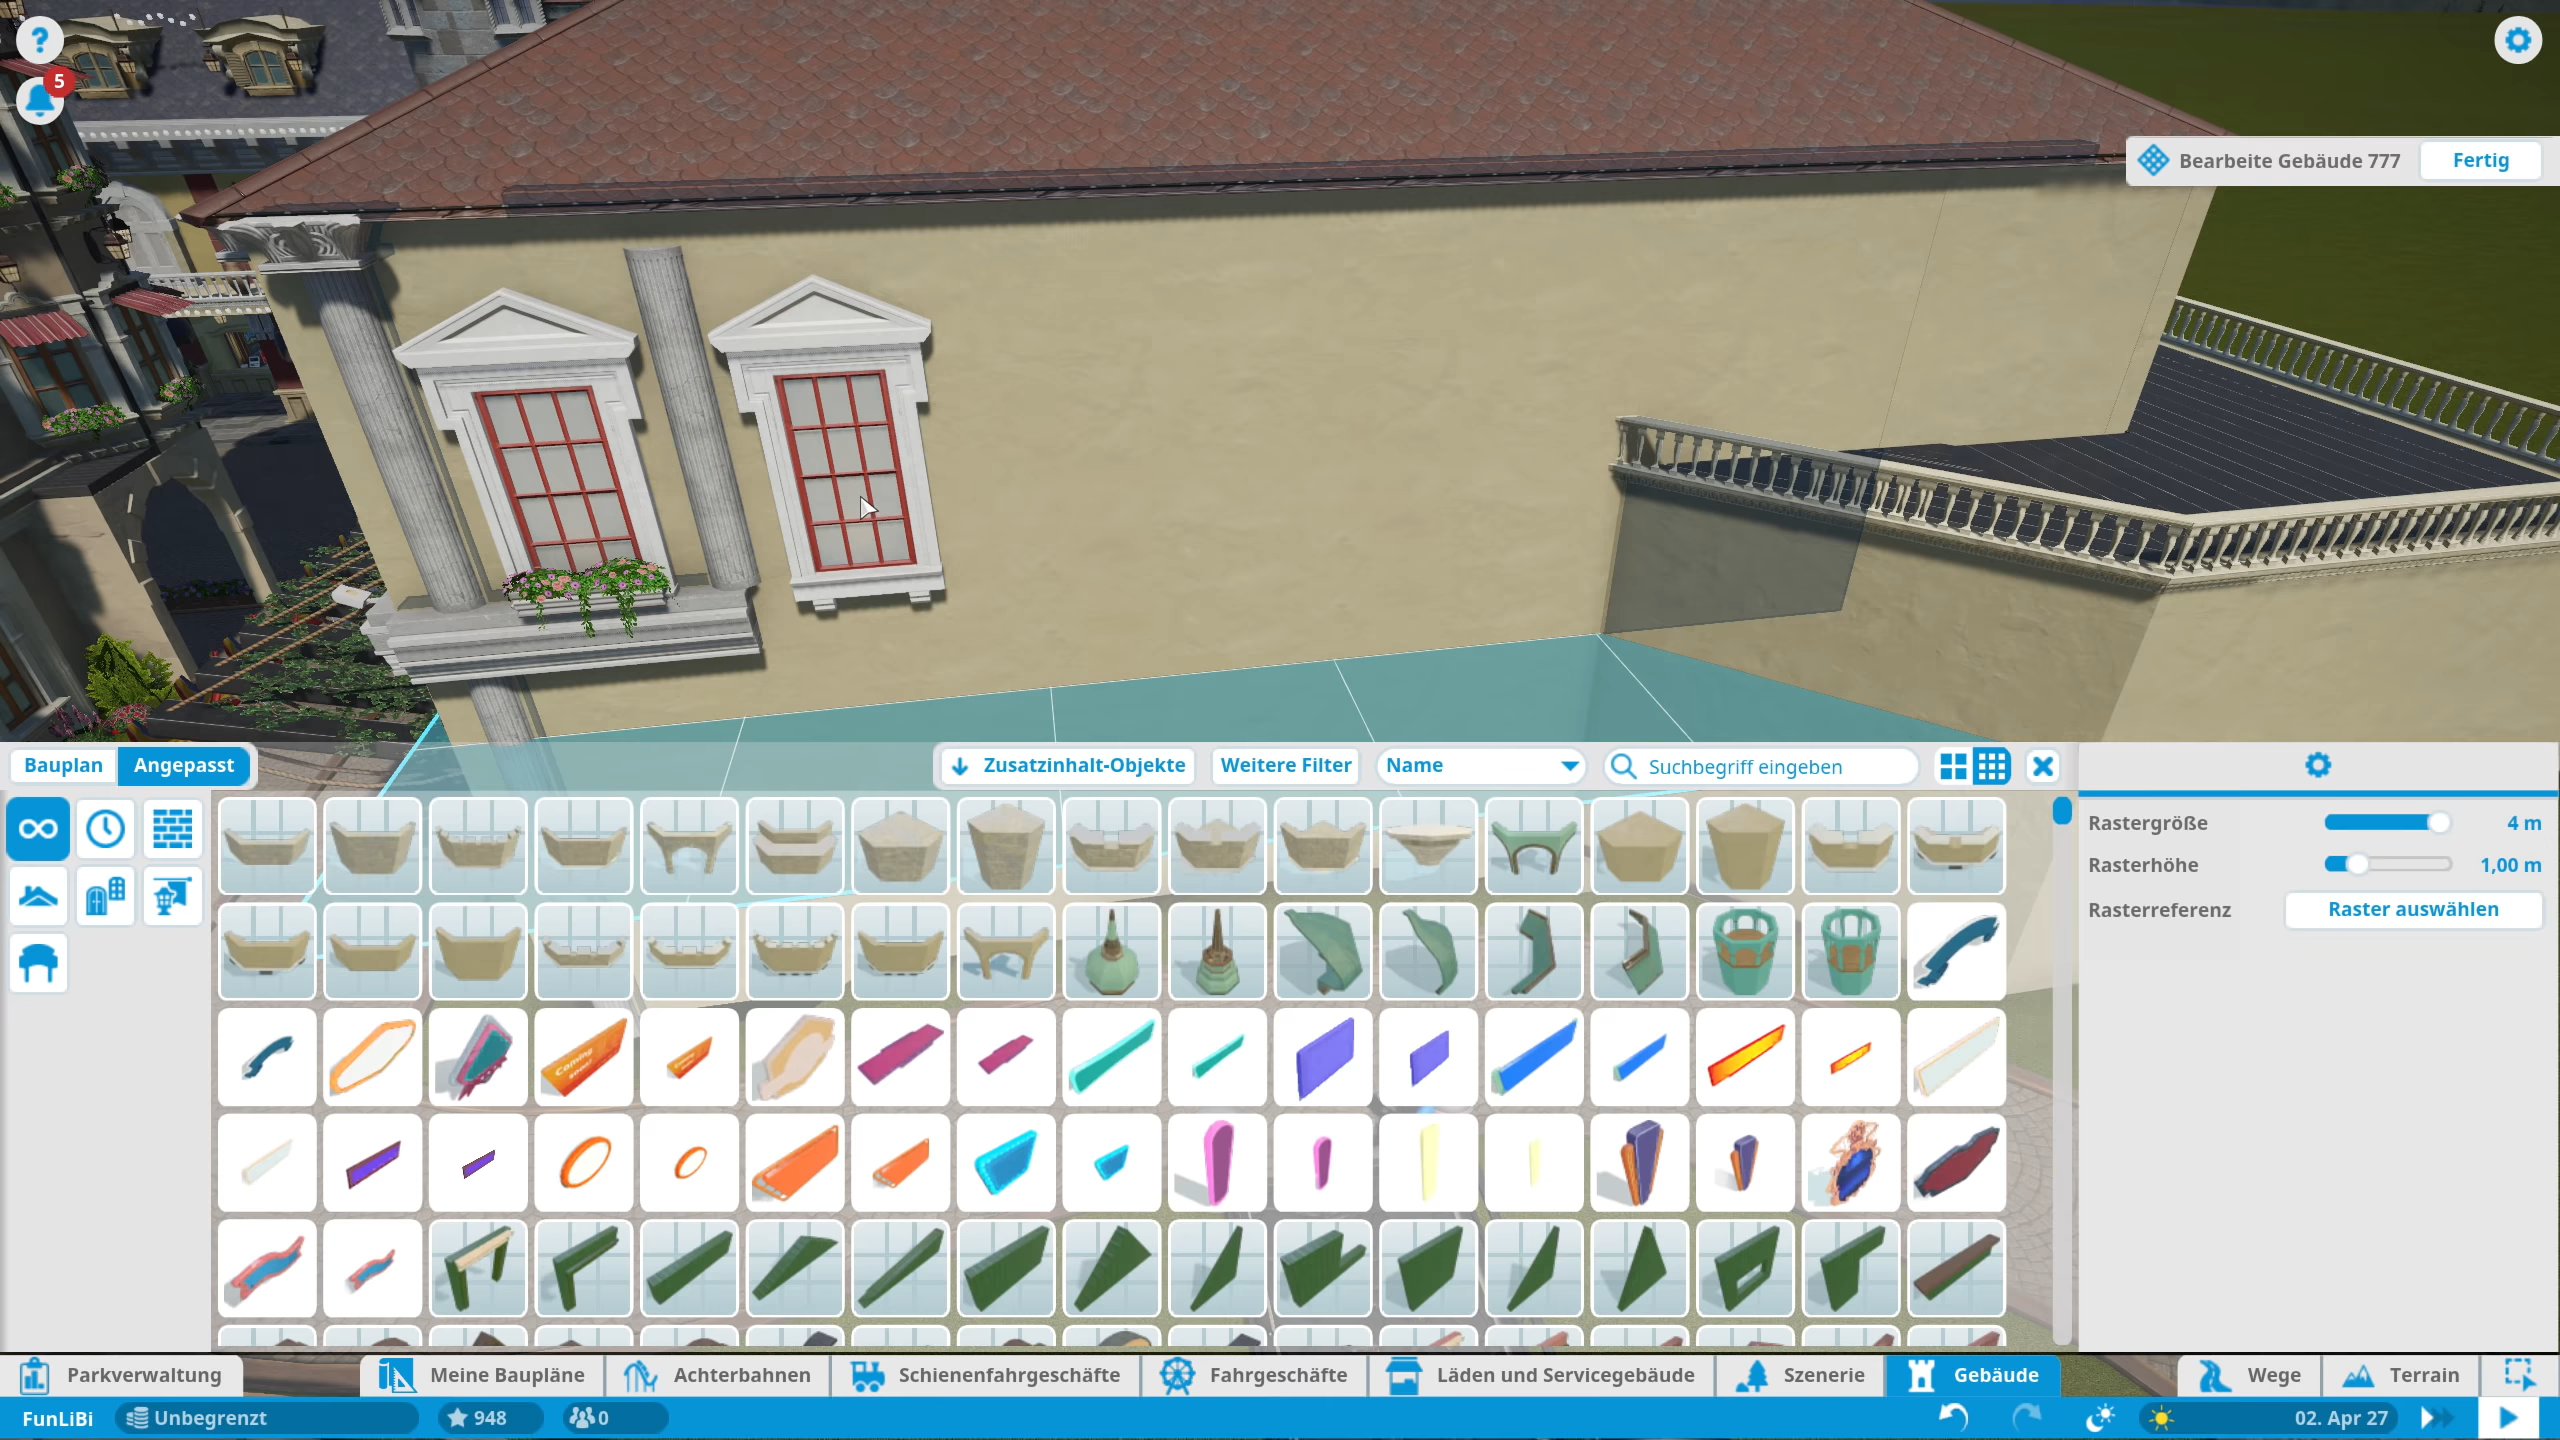 ?
5
Bearbeite Gebäude 777
Fertig
Bauplan
Angepasst
Zusatzinhalt-Objekte
Weitere Filter
Name
Suchbegriff eingeben
Rastergröße
4 m
Rasterhöhe
1,00 m
Rasterreferenz
Raster auswählen
Coming soon!
Parkverwaltung
Meine Baupläne
Achterbahnen
Schienenfahrgeschäfte
Fahrgeschäfte
Läden und Servicegebäude
Szenerie
Gebäude
Wege
Terrain
FunLiBi
Unbegrenzt
948
0
02. Apr 27